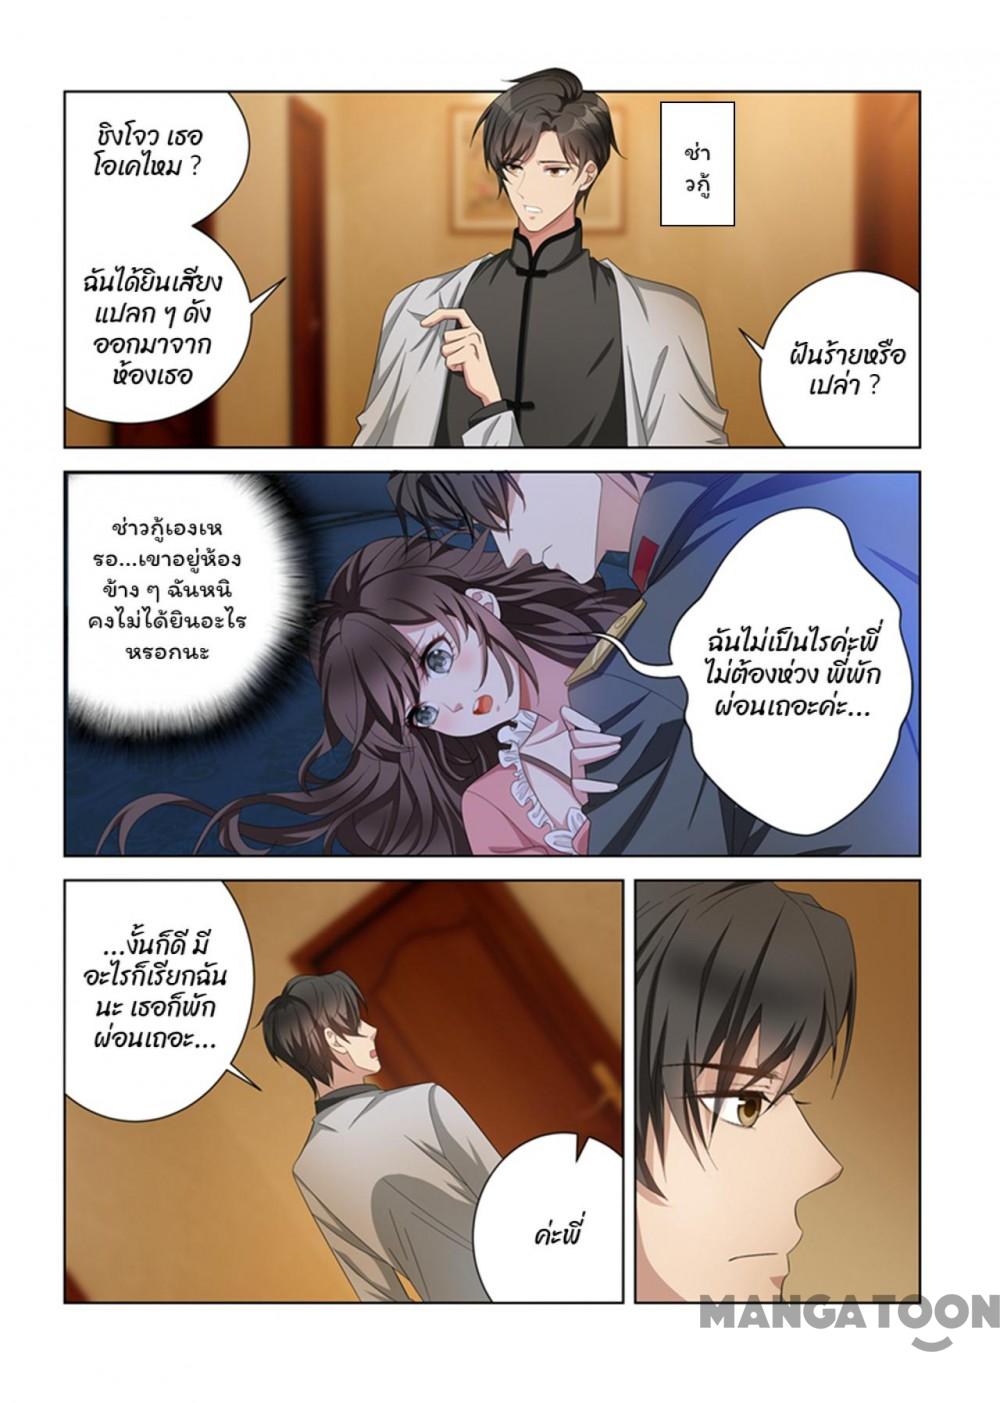 ชิงโจว เธอ
โอเคไหม ?
ช่า
วกู้
ฉันได้ยินเสียง
แปลก ๆ ดัง
ออกมาจาก
ห้องเธอ
ฝันร้ายหรือ
เปล่า ?
ช่าวกู้เองเห
รอ...เขาอยู่ห้อง
ข้าง ๆ ฉันหนิ
คงไม่ได้ยินอะไร
หรอกนะ
ฉันไม่เป็นไรค่ะพี่
ไม่ต้องห่วง พี่พัก
ผ่อนเถอะค่ะ...
...งั้นก็ดี มี
อะไรก็เรียกฉัน
นะ เธอก็พัก
ผ่อนเถอะ...
ค่ะพี่
MANGATOON